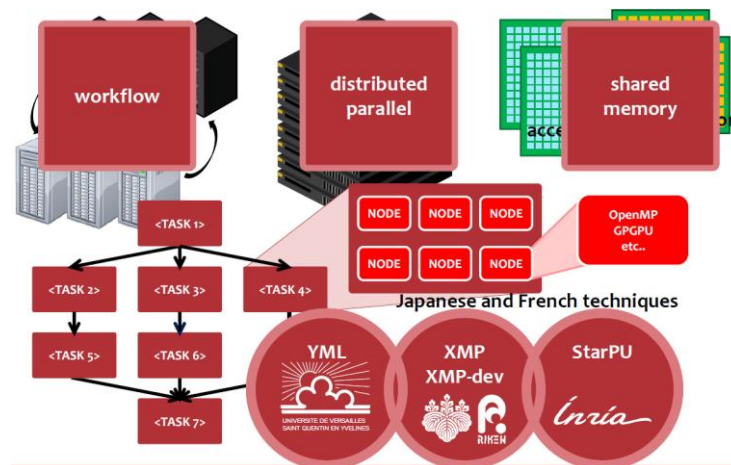 workflow
distributed
parallel
shared
memory
acce
or
<TASK 1>
<TASK 2>
<TASK 3>
<TASK 4>
<TASK 5>
<TASK 6>
<TASK 7>
NODE NODE NODE
NODE NODE NODE
OpenMP
GPGPU
etc..
Japanese and French techniques
YML
UNIVERSITE DE VERSAILLES
SAINT QUENTIN EN YVELINES
XMP
XMP-dev
RIKEN
StarPU
Inria